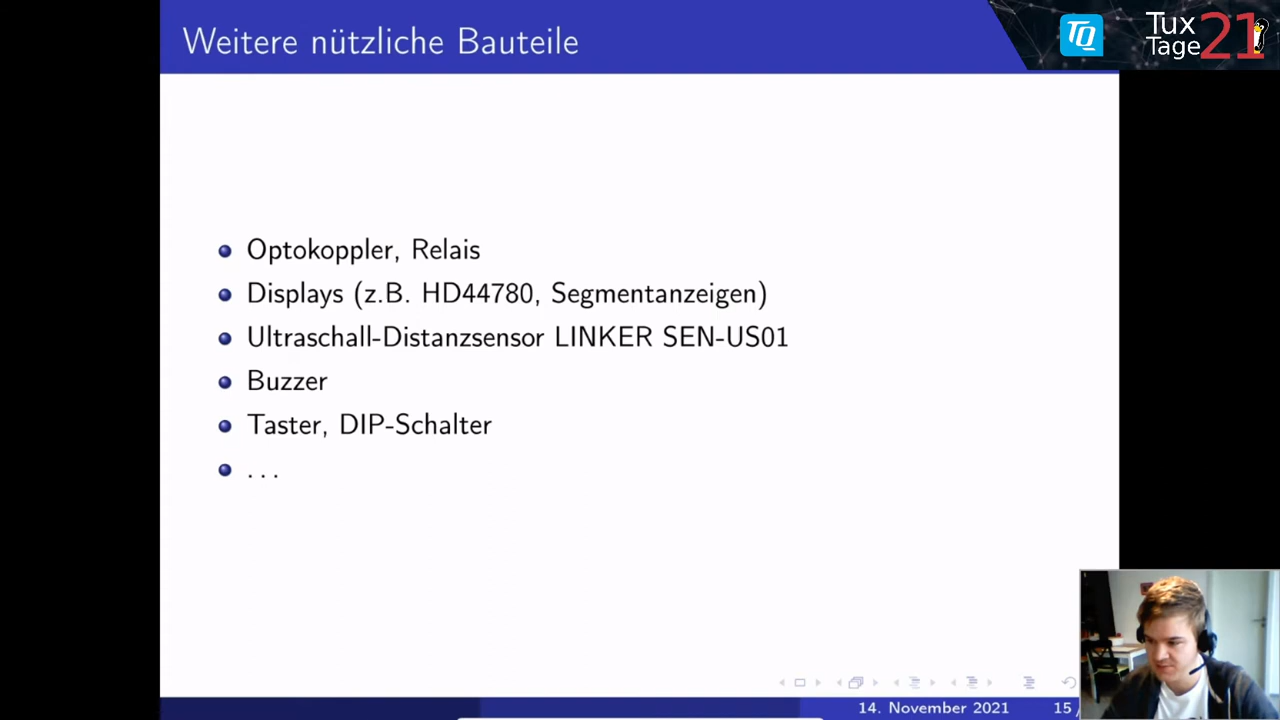 Weitere nützliche Bauteile
TQ
Tux
Tage 21
Optokoppler, Relais
Displays (z.B. HD44780, Segmentanzeigen)
Ultraschall-Distanzsensor LINKER SEN-US01
Buzzer
Taster, DIP-Schalter
. . .
14. November 2021 15 /